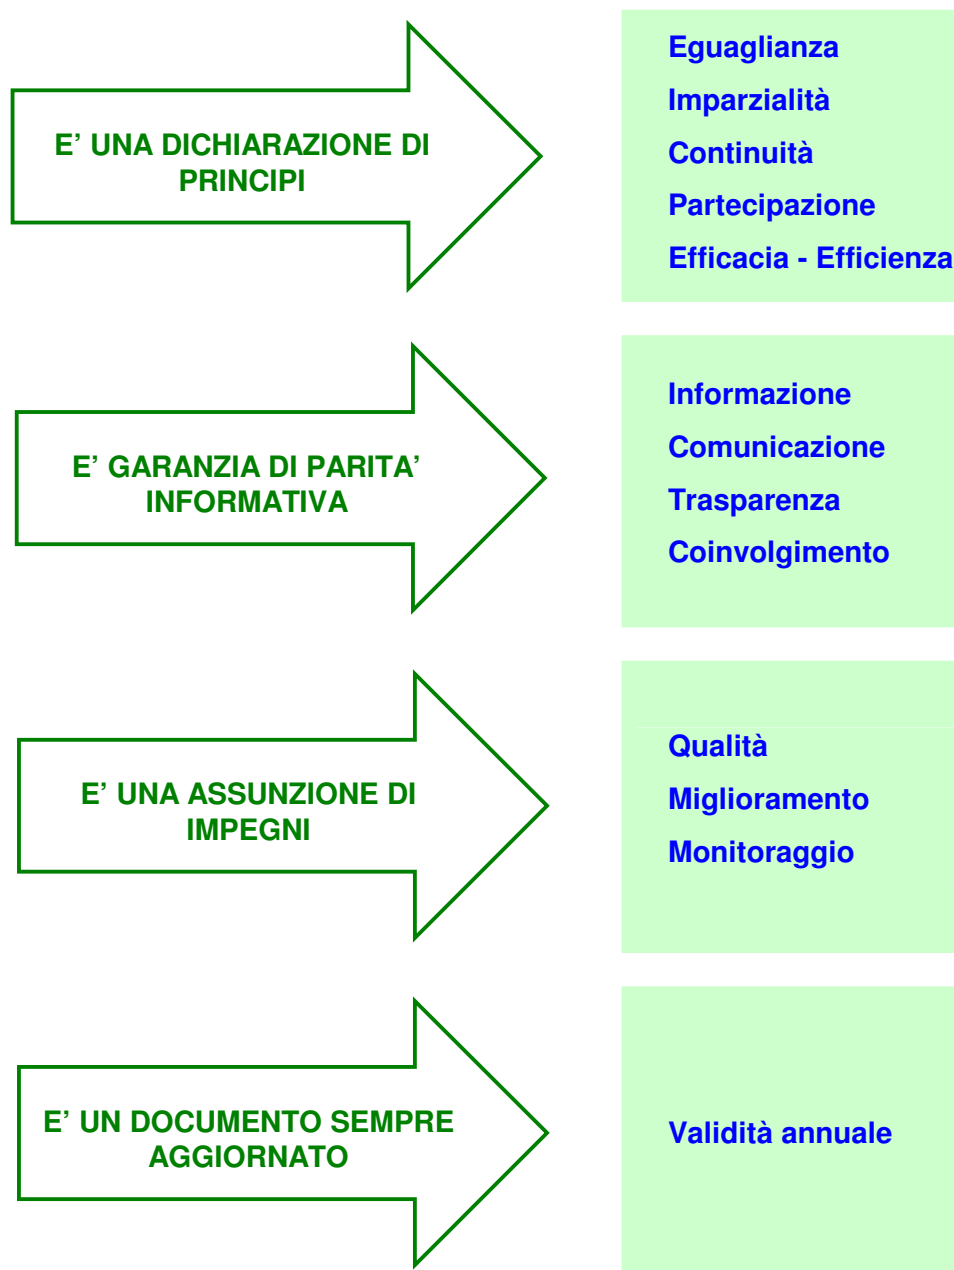 E’ UNA DICHIARAZIONE DI
PRINCIPI
Eguaglianza
Imparzialità
Continuità
Partecipazione
Efficacia - Efficienza
E’ GARANZIA DI PARITA’
INFORMATIVA
Informazione
Comunicazione
Trasparenza
Coinvolgimento
E’ UNA ASSUNZIONE DI
IMPEGNI
Qualità
Miglioramento
Monitoraggio
E’ UN DOCUMENTO SEMPRE
AGGIORNATO
Validità annuale